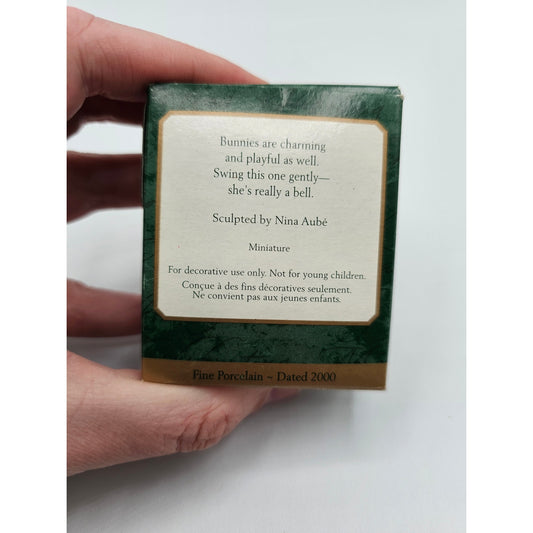 Bunnies are charming
and playful as well.
Swing this one gently—
she's really a bell.
Sculpted by Nina Aubé
Miniature
For decorative use only. Not for young children.
Conçue à des fins décoratives seulement.
Ne convient pas aux jeunes enfants.
Fine Porcelain ~ Dated 2000